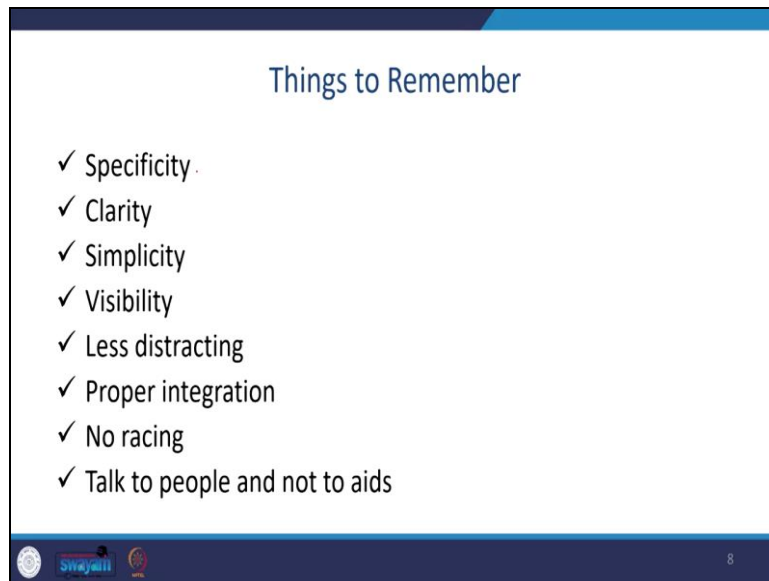 Things to Remember
✓ Specificity
✓ Clarity
✓ Simplicity
✓ Visibility
✓ Less distracting
✓ Proper integration
✓ No racing
✓ Talk to people and not to aids
swayam
8